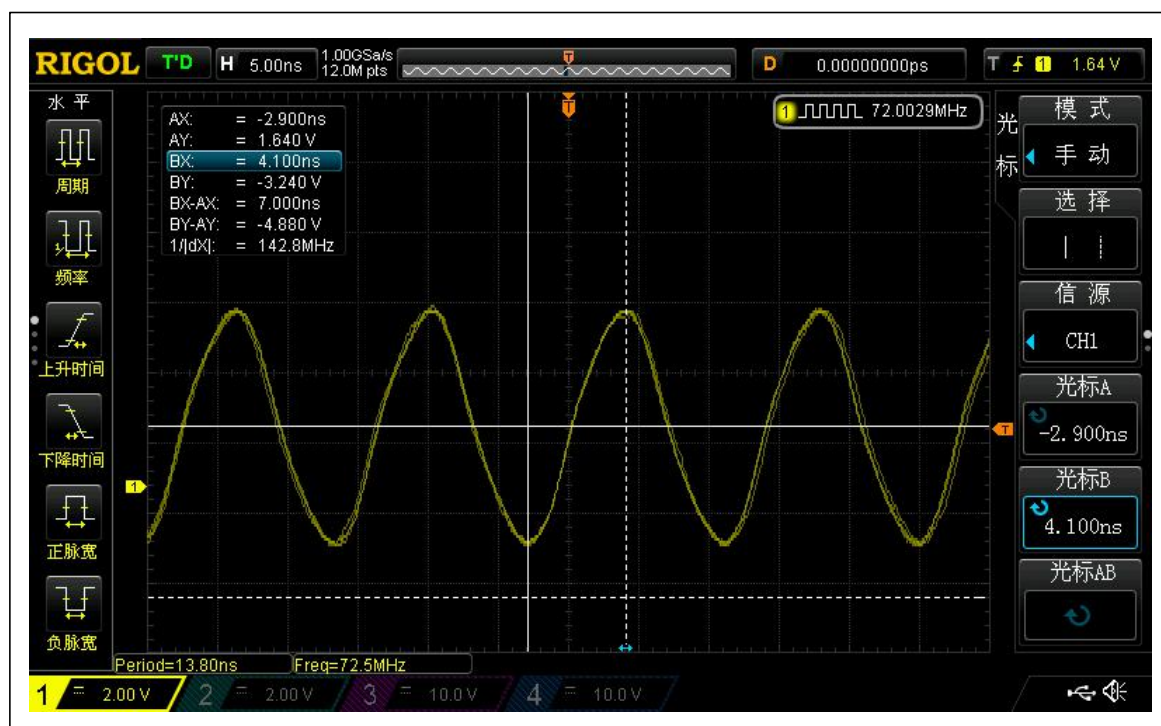 RIGOL T'D H 5.00ns 1.00GSa/s 12.0M pts D 0.00000000ps T 1 1.64 V
水 平
周期
频率
上升时间
下降时间
正脉宽
负脉宽
AX: = -2.900ns
AY: = 1.640 V
BX: = 4.100ns
BY: = -3.240 V
BX-AX: = 7.000ns
BY-AY: = -4.880 V
1/|dX|: = 142.8MHz
T
1 72.0029MHz
1
T
光标
模 式
手 动
选 择
信 源
CH1
光标A
-2.900ns
光标B
4.100ns
光标AB
Period=13.80ns Freq=72.5MHz
1 = 2.00 V 2 = 2.00 V 3 = 10.0 V 4 = 10.0 V